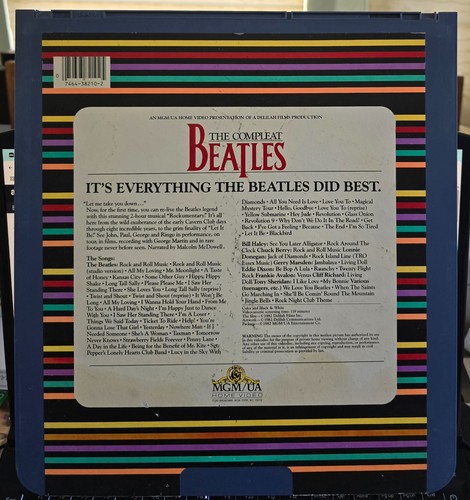 7464-38210-2
AN MGM/UA HOME VIDEO PRESENTATION OF A DELILAH FILMS PRODUCTION
THE COMPLEAT
BEATLES
IT'S EVERYTHING THE BEATLES DID BEST.
"Let me take you down..."
Now, for the first time, you can re-live the Beatles legend
with this stunning 2-hour musical "Rockumentary." It's all
here from the wild exuberance of the early Cavern Club days
through eight incredible years, to the grim finality of "Let It
Be." See John, Paul, George and Ringo in performance, on
tour, in films, recording with George Martin and in rare
footage never before seen. Narrated by Malcolm McDowell.
The Songs:
The Beatles: Rock and Roll Music • Rock and Roll Music
(studio version) • All My Loving • Mr. Moonlight • A Taste
of Honey • Kansas City • Some Other Guy • Hippy, Hippy
Shake • Long Tall Sally • Please Please Me • I Saw Her
Standing There • She Loves You • Long Tall Sally (reprise)
• Twist and Shout • Twist and Shout (reprise) • It Won't Be
Long • All My Loving • I Wanna Hold Your Hand • From Me
To You • A Hard Day's Night • I'm Happy Just to Dance
With You • I Saw Her Standing There • I'm A Loser •
Things We Said Today • Ticket To Ride • Help! • You're
Gonna Lose That Girl • Yesterday • Nowhere Man • If I
Needed Someone • She's A Woman • Taxman • Tomorrow
Never Knows • Strawberry Fields Forever • Penny Lane •
A Day in the Life • Being for the Benefit of Mr. Kite • Sgt.
Pepper's Lonely Hearts Club Band • Lucy in the Sky With
Diamonds • All You Need Is Love • Love You To • Magical
Mystery Tour • Hello, Goodbye • Love You To (reprise)
• Yellow Submarine • Hey Jude • Revolution • Glass Onion
• Revolution 9 • Why Don't We Do It In The Road? • Get
Back • I've Got a Feeling • Because • The End • I'm So Tired
• Let It Be • Blackbird
Bill Haley: See You Later Alligator • Rock Around The
Clock Chuck Berry: Rock and Roll Music Lonnie
Donegan: Jack of Diamonds • Rock Island Line (TRO
Essex Music) Gerry Marsden: Jambalaya • Living Doll
Eddie Dixon: Be Bop A Lula • Raunchy • Twenty Flight
Rock Frankie Avalon: Venus Cliff Richard: Living
Doll Tony Sheridan: I Like Love • My Bonnie Various
(teenagers, etc.) We Love You Beatles • When The Saints
Go Marching In • She'll Be Comin' Round The Mountain
• Jingle Bells • Rock Night Club Theme
Color and Black & White
MGM/UA
HOME VIDEO